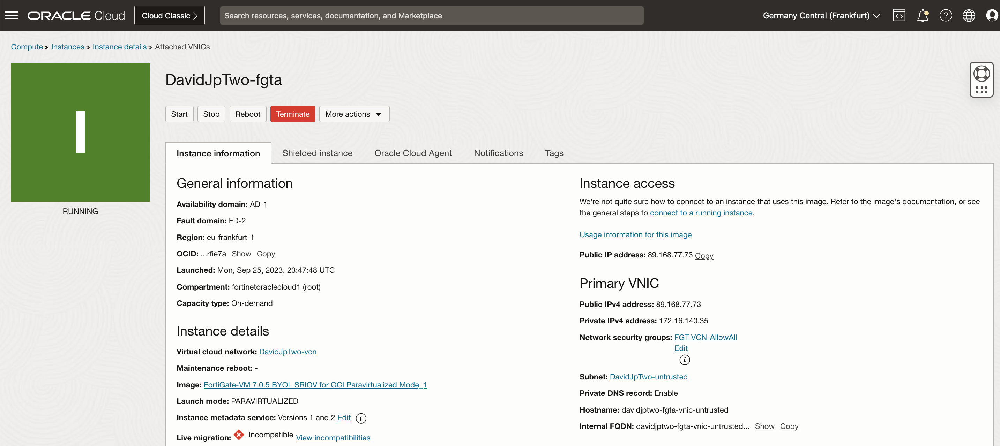 ORACLE Cloud
Cloud Classic
Search resources, services, documentation, and Marketplace
Germany Central (Frankfurt)
Compute » Instances » Instance details » Attached VNICs
I
RUNNING
DavidJpTwo-fgta
Start Stop Reboot Terminate More actions
Instance information Shielded instance Oracle Cloud Agent Notifications Tags
General information
Availability domain: AD-1
Fault domain: FD-2
Region: eu-frankfurt-1
OCID: ...rfie7a Show Copy
Launched: Mon, Sep 25, 2023, 23:47:48 UTC
Compartment: fortinetoraclecloud1 (root)
Capacity type: On-demand
Instance details
Virtual cloud network: DavidJpTwo-vcn
Maintenance reboot: -
Image: FortiGate-VM 7.0.5 BYOL SRIOV for OCI Paravirtualized Mode_1
Launch mode: PARAVIRTUALIZED
Instance metadata service: Versions 1 and 2 Edit i
Live migration: Incompatible View incompatibilities
Instance access
We're not quite sure how to connect to an instance that uses this image. Refer to the image's documentation, or see
the general steps to connect to a running instance.
Usage information for this image
Public IP address: 89.168.77.73 Copy
Primary VNIC
Public IPv4 address: 89.168.77.73
Private IPv4 address: 172.16.140.35
Network security groups: FGT-VCN-AllowAll
Edit
i
Subnet: DavidJpTwo-untrusted
Private DNS record: Enable
Hostname: davidjptwo-fgta-vnic-untrusted
Internal FQDN: davidjptwo-fgta-vnic-untrusted... Show Copy